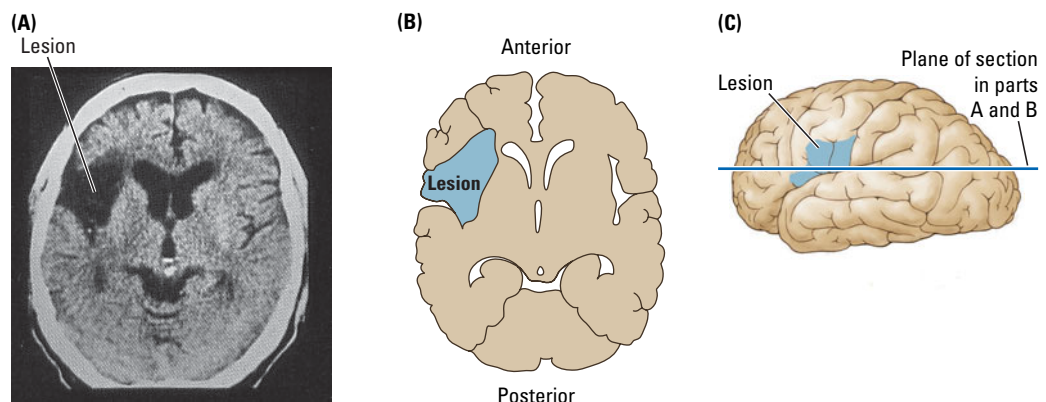 (A)
Lesion
(B)
Anterior
Lesion
Posterior
(C)
Lesion
Plane of section
in parts
A and B